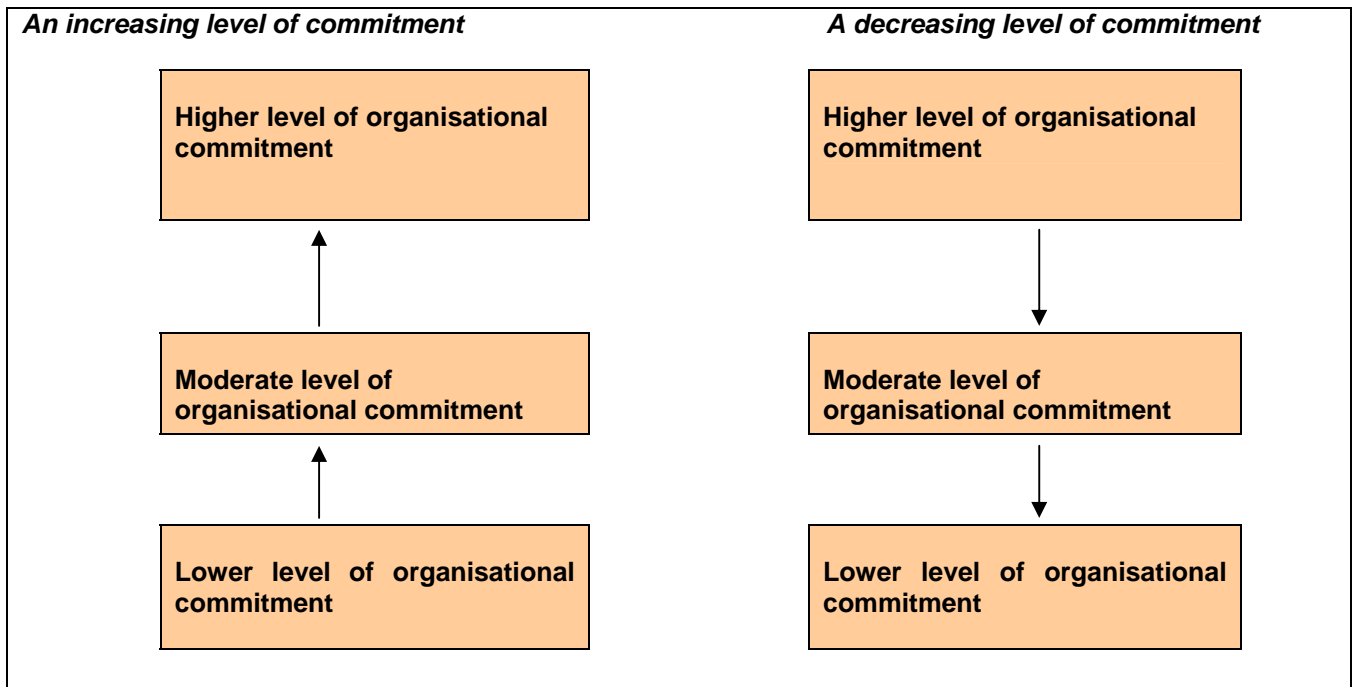 An increasing level of commitment
A decreasing level of commitment
Higher level of organisational
commitment
Higher level of organisational
commitment
Moderate level of
organisational commitment
Moderate level of
organisational commitment
Lower level of organisational
commitment
Lower level of organisational
commitment